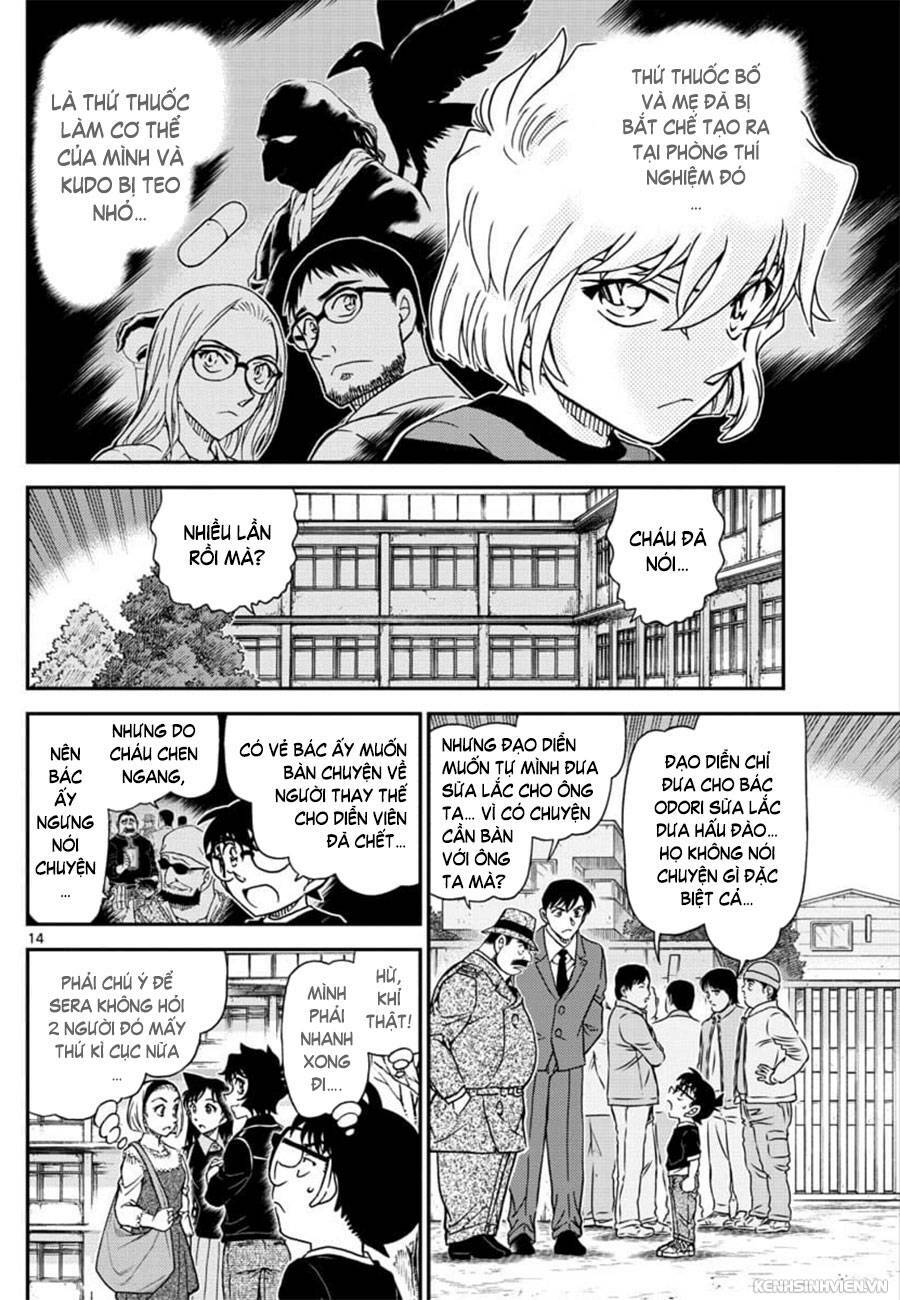 THỨ THUỐC BỐ
VÀ MẸ ĐÃ BỊ
BẮT CHẾ TẠO RA
TẠI PHÒNG THÍ
NGHIỆM ĐÓ
...
LÀ THỨ THUỐC
LÀM CƠ THỂ
CỦA MÌNH VÀ
KUDO BỊ TEO
NHỎ...
CHÁU ĐÃ
NÓI...
NHIỀU LẦN
RỒI MÀ?
ĐẠO DIỄN CHỈ
ĐƯA CHO BÁC
ODORI SỮA LẮC
DƯA HẤU ĐÀO...
HỌ KHÔNG NÓI
CHUYỆN GÌ ĐẶC
BIỆT CẢ...
NHƯNG ĐẠO DIỄN
MUỐN TỰ MÌNH ĐƯA
SỮA LẮC CHO ÔNG
TA... VÌ CÓ CHUYỆN
CẦN BÀN
VỚI ÔNG
TA MÀ?
CÓ VẺ BÁC ẤY MUỐN
BÀN CHUYỆN VỀ
NGƯỜI THAY THẾ
CHO DIỄN VIÊN
ĐÃ CHẾT...
NHƯNG DO
CHÁU CHEN
NGANG,
NÊN BÁC
ẤY
NGƯNG
NÓI
CHUYỆN
...
14
HỪ,
KHỈ
THẬT!
MÌNH
PHẢI
NHANH
XONG
ĐI....
PHẢI CHÚ Ý ĐỂ
SERA KHÔNG HỎI
2 NGƯỜI ĐÓ MẤY
THỨ KÌ CỤC NỮA
...
KENHSINHVIEN.VN